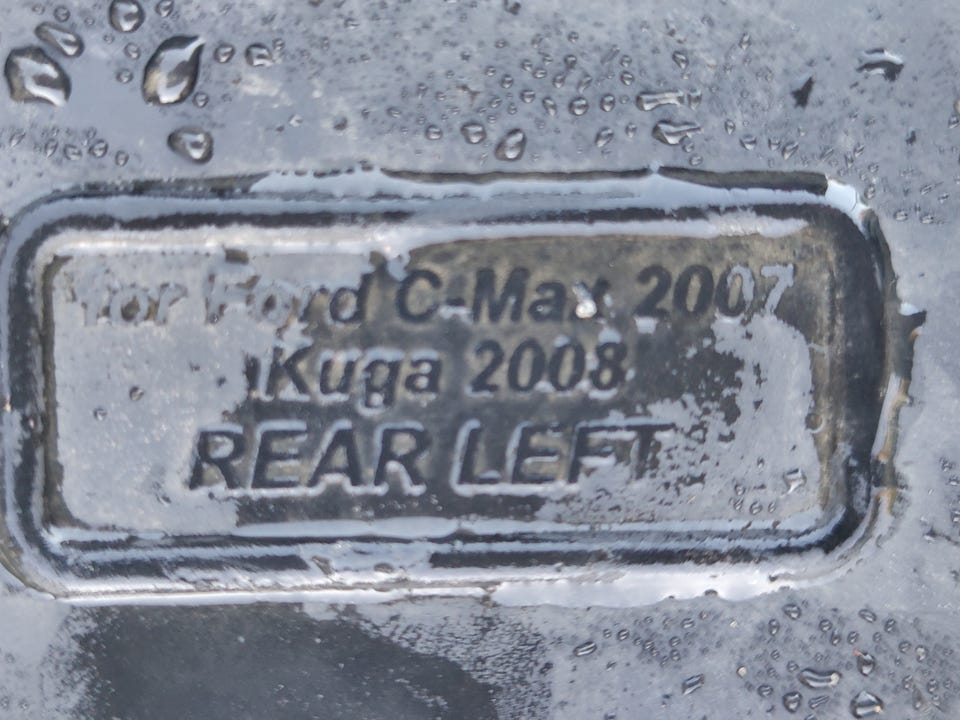 for Ford C-Max 2007
Kuga 2008
REAR LEFT